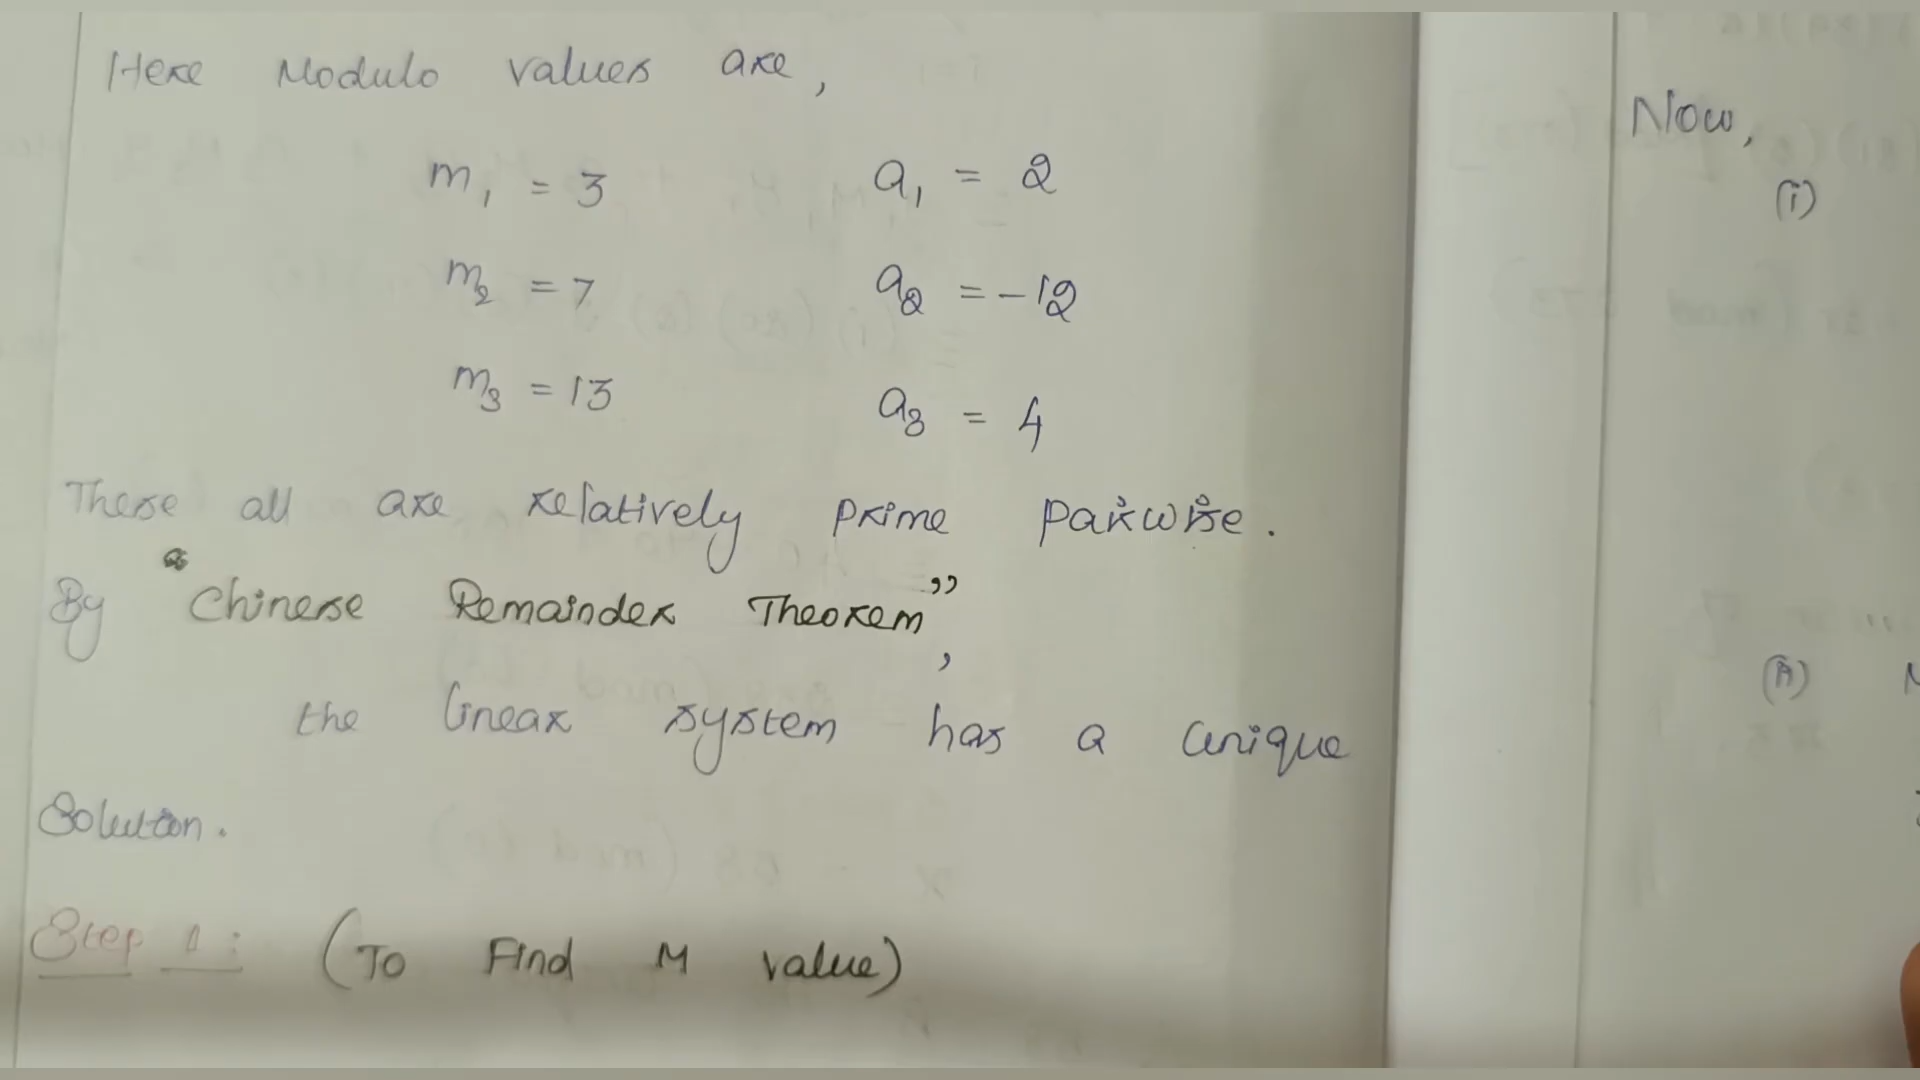 Here Modulo values are,
m₁ = 3 a₁ = 2
m₂ = 7 a₂ = -12
m₃ = 13 a₃ = 4
These all are relatively prime pairwise.
By "Chinese Remainder Theorem",
the linear system has a unique
Solution.
Step 1: (To Find M value)
Now,
(i)